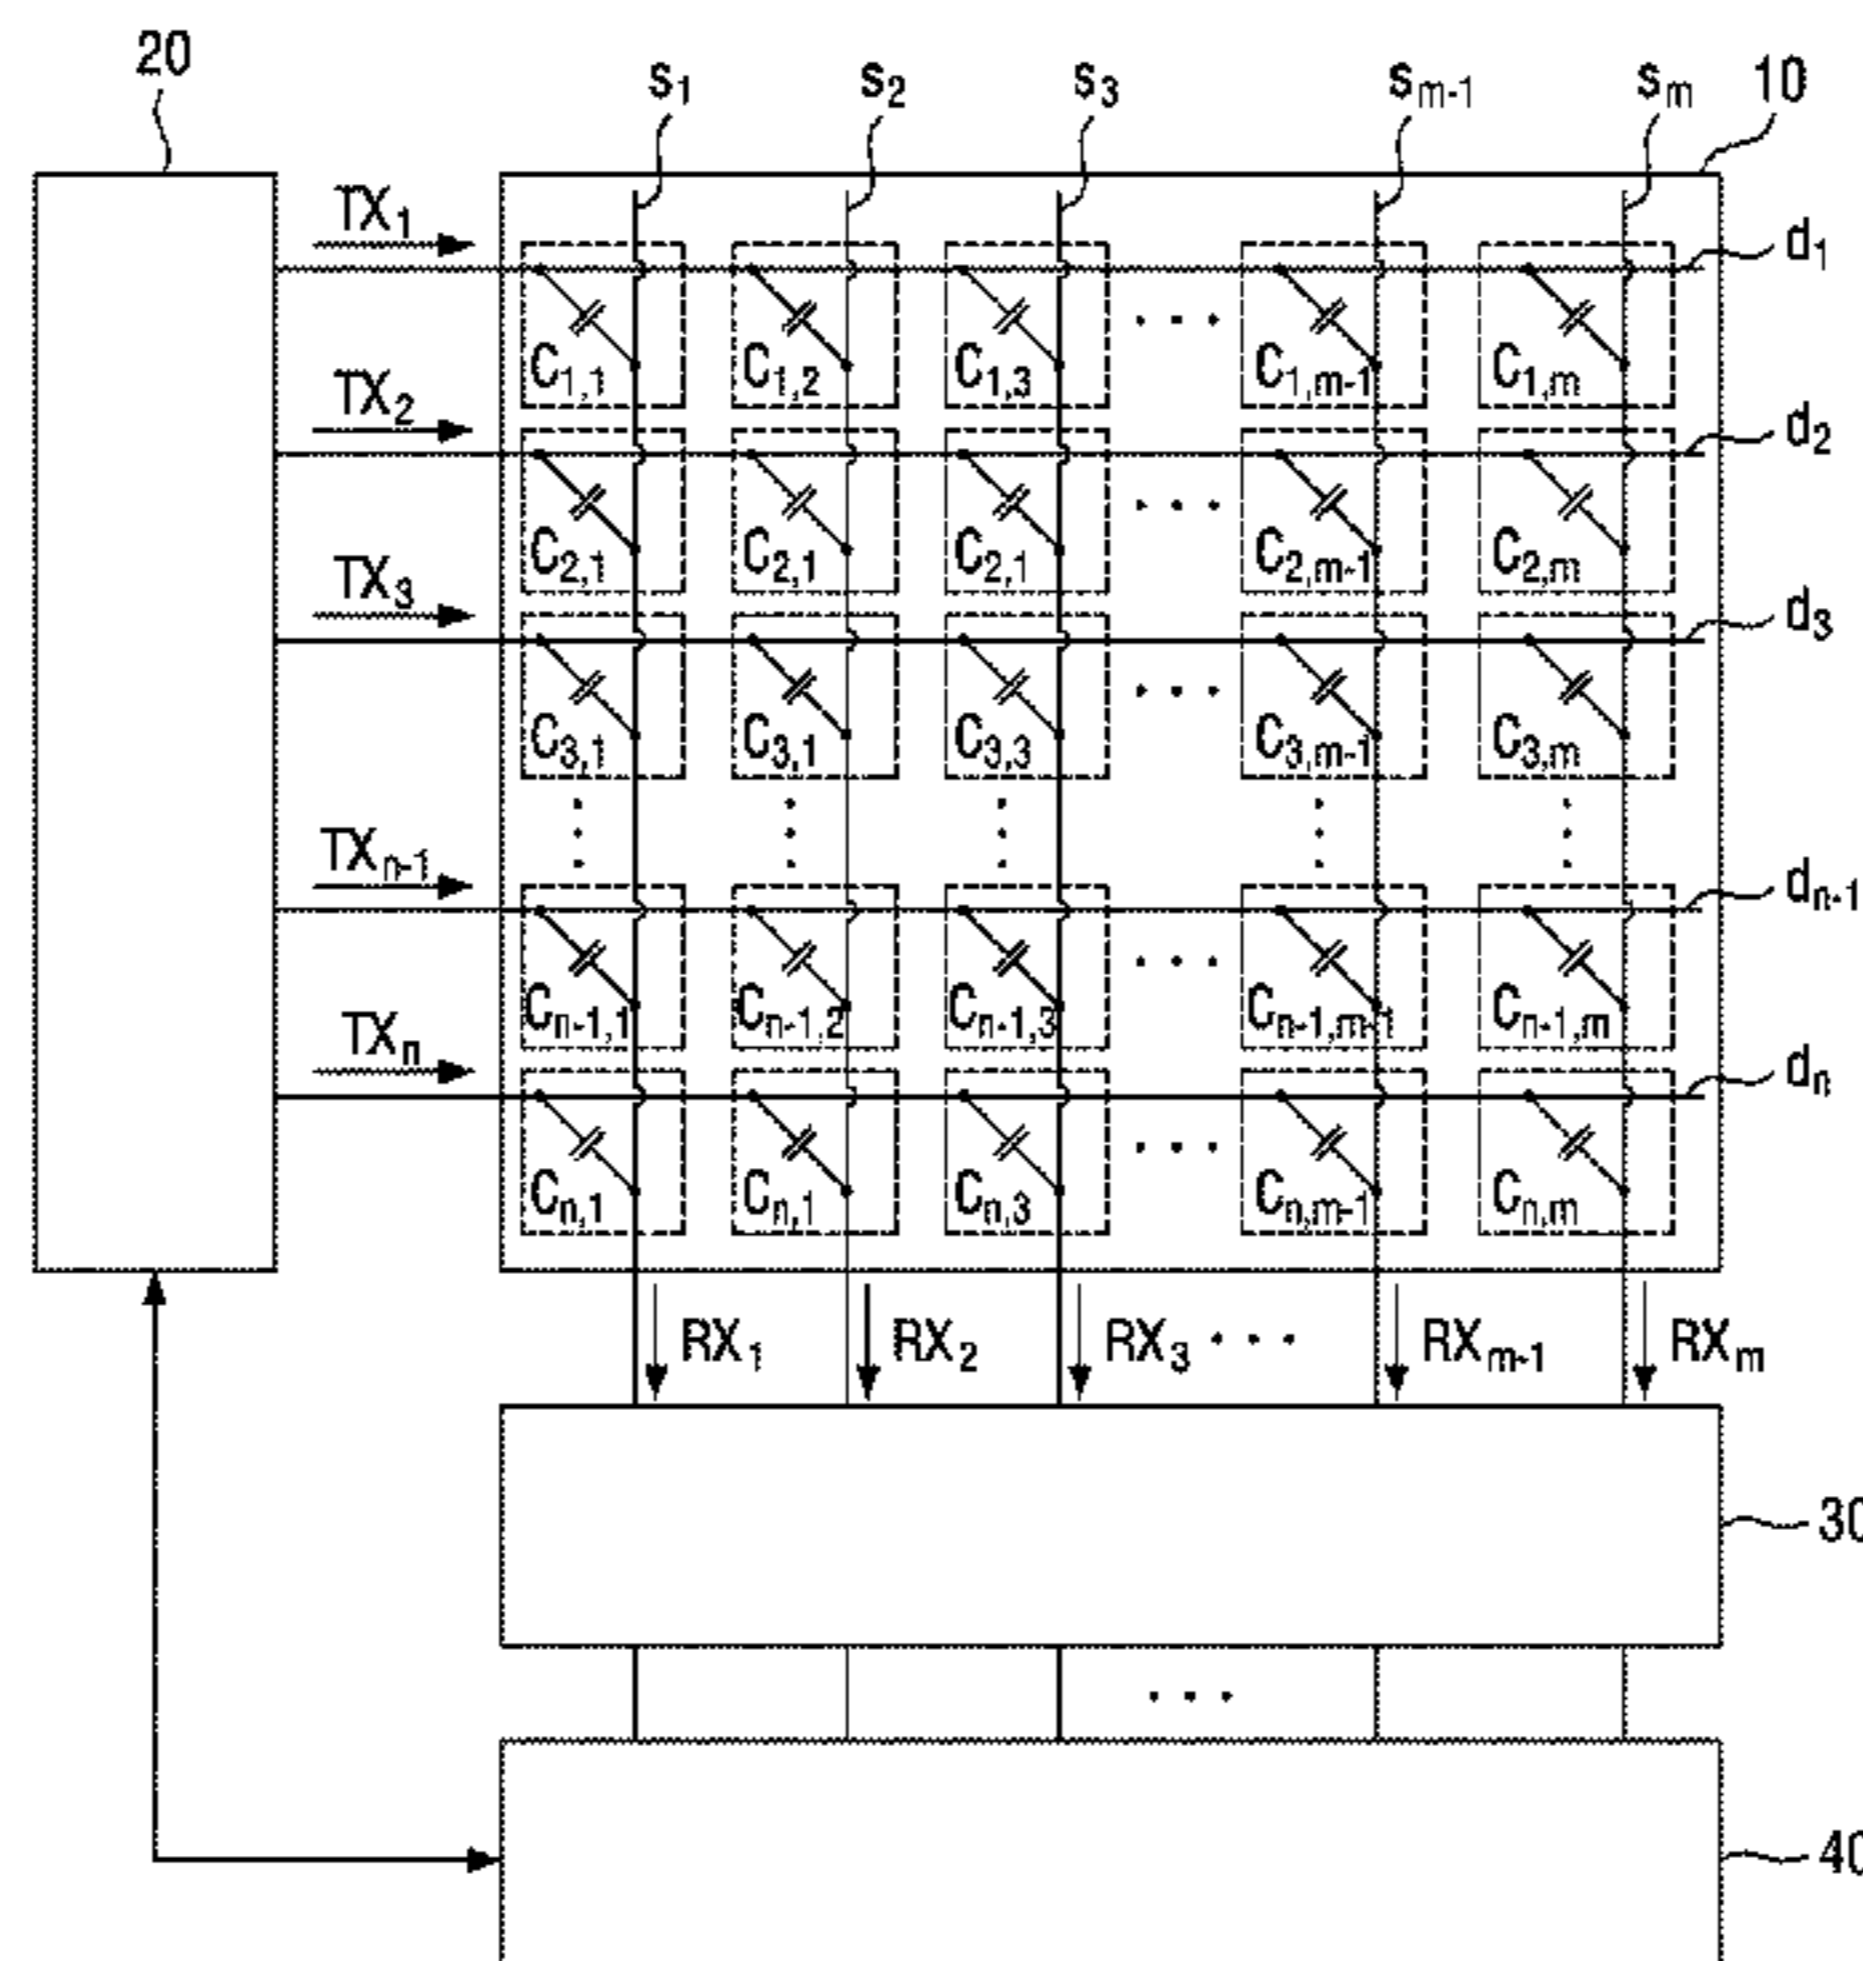 20 s1 s2 s3 sm-1 sm 10
TX1 d1
C1,1 C1,2 C1,3 ··· C1,m-1 C1,m
TX2 d2
C2,1 C2,1 C2,1 ··· C2,m-1 C2,m
TX3 d3
C3,1 C3,1 C3,3 ··· C3,m-1 C3,m
TXn-1 dn-1
Cn-1,1 Cn-1,2 Cn-1,3 ··· Cn-1,m-1 Cn-1,m
TXn dn
Cn,1 Cn,1 Cn,3 ··· Cn,m-1 Cn,m
RX1 RX2 RX3 ··· RXm-1 RXm
30
···
40